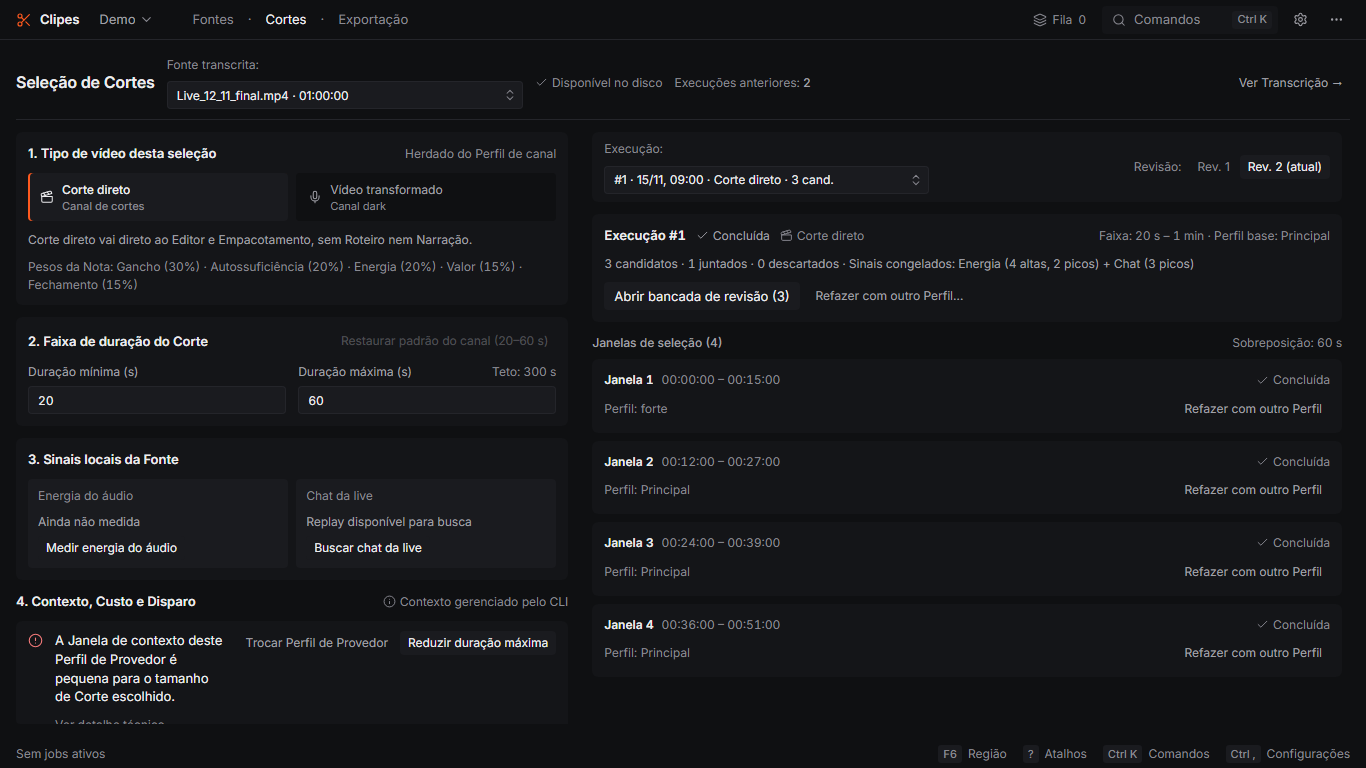 Clipes Demo Fontes · Cortes · Exportação Fila 0 Comandos Ctrl K
Seleção de Cortes
Fonte transcrita:
Live_12_11_final.mp4 · 01:00:00
Disponível no disco Execuções anteriores: 2
Ver Transcrição →
1. Tipo de vídeo desta seleção
Herdado do Perfil de canal
Corte direto
Canal de cortes
Vídeo transformado
Canal dark
Corte direto vai direto ao Editor e Empacotamento, sem Roteiro nem Narração.
Pesos da Nota: Gancho (30%) · Autossuficiência (20%) · Energia (20%) · Valor (15%) ·
Fechamento (15%)
2. Faixa de duração do Corte
Restaurar padrão do canal (20–60 s)
Duração mínima (s)
20
Duração máxima (s) Teto: 300 s
60
3. Sinais locais da Fonte
Energia do áudio
Ainda não medida
Medir energia do áudio
Chat da live
Replay disponível para busca
Buscar chat da live
4. Contexto, Custo e Disparo
Contexto gerenciado pelo CLI
A Janela de contexto deste
Perfil de Provedor é
pequena para o tamanho
de Corte escolhido.
Trocar Perfil de Provedor
Reduzir duração máxima
Ver detalhe técnico
Execução:
#1 · 15/11, 09:00 · Corte direto · 3 cand.
Revisão: Rev. 1 Rev. 2 (atual)
Execução #1 Concluída Corte direto
Faixa: 20 s – 1 min · Perfil base: Principal
3 candidatos · 1 juntados · 0 descartados · Sinais congelados: Energia (4 altas, 2 picos) + Chat (3 picos)
Abrir bancada de revisão (3) Refazer com outro Perfil...
Janelas de seleção (4) Sobreposição: 60 s
Janela 1 00:00:00 – 00:15:00 Concluída
Perfil: forte Refazer com outro Perfil
Janela 2 00:12:00 – 00:27:00 Concluída
Perfil: Principal Refazer com outro Perfil
Janela 3 00:24:00 – 00:39:00 Concluída
Perfil: Principal Refazer com outro Perfil
Janela 4 00:36:00 – 00:51:00 Concluída
Perfil: Principal Refazer com outro Perfil
Sem jobs ativos
F6 Região ? Atalhos Ctrl K Comandos Ctrl , Configurações